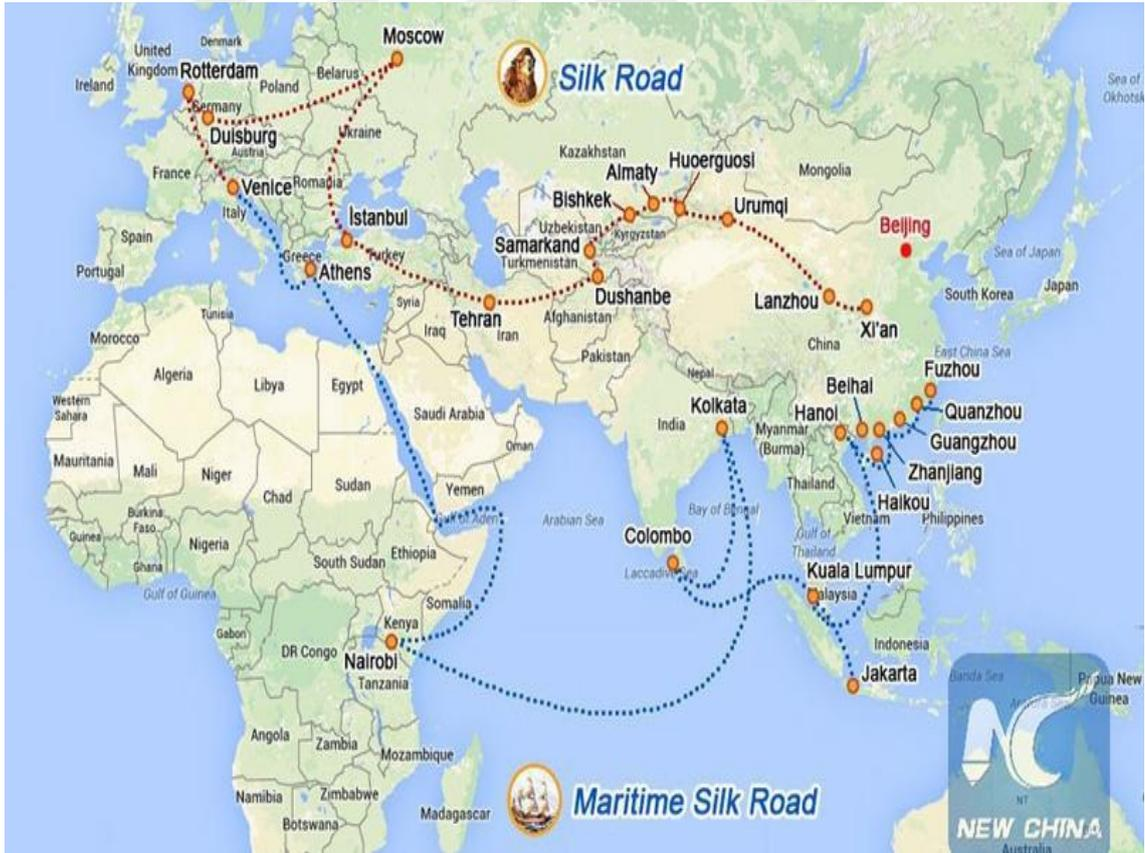 Moscow
Denmark
United
Kingdom
Ireland
Rotterdam
Poland
Belarus
Germany
Duisburg
Ukraine
Austria
France
Venice
Romania
Italy
Spain
Portugal
İstanbul
Greece
Turkey
Athens
Silk Road
Sea of
Okhotsk
Kazakhstan
Huoerguosi
Almaty
Mongolia
Bishkek
Urumqi
Uzbekistan
Kyrgyzstan
Beijing
Samarkand
Turkmenistan
Sea of Japan
Dushanbe
Lanzhou
South Korea
Japan
Tehran
Afghanistan
Xi'an
Syria
Iraq
Iran
Tunisia
Morocco
China
Pakistan
East China Sea
Algeria
Libya
Egypt
Nepal
Fuzhou
Beihai
Western
Sahara
Saudi Arabia
Kolkata
Hanoi
Quanzhou
India
Myanmar
(Burma)
Guangzhou
Oman
Mauritania
Mali
Niger
Chad
Sudan
Yemen
Zhanjiang
Thailand
Haikou
Burkina
Faso
Guinea
Nigeria
Gulf of Aden
Arabian Sea
Bay of Bengal
Vietnam
Philippines
Ghana
South Sudan
Ethiopia
Colombo
Gulf of
Thailand
Laccadive Sea
Kuala Lumpur
Malaysia
Gulf of Guinea
Somalia
Gabon
DR Congo
Kenya
Nairobi
Indonesia
Tanzania
Jakarta
Banda Sea
Papua New
Guinea
Arafura Sea
Angola
Zambia
Mozambique
Namibia
Zimbabwe
Botswana
Madagascar
Maritime Silk Road
NC
NT
NEW CHINA
Australia